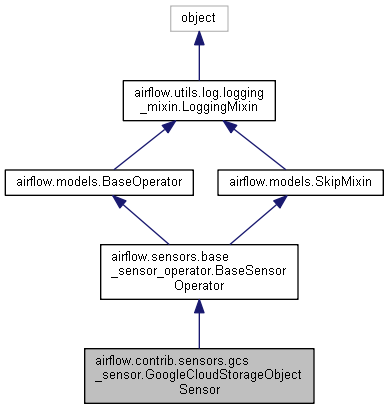 object
airflow.utils.log.logging
_mixin.LoggingMixin
airflow.models.BaseOperator
airflow.models.SkipMixin
airflow.sensors.base
_sensor_operator.BaseSensor
Operator
airflow.contrib.sensors.gcs
_sensor.GoogleCloudStorageObject
Sensor